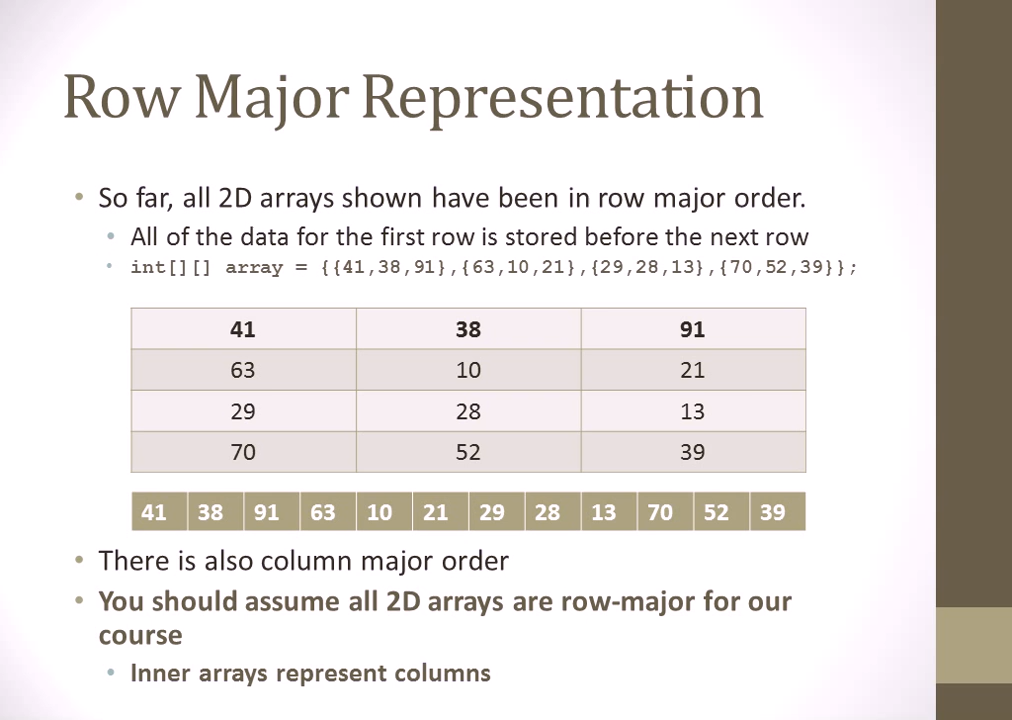 Row Major Representation
• So far, all 2D arrays shown have been in row major order.
• All of the data for the first row is stored before the next row
• int[][] array = {{41,38,91},{63,10,21},{29,28,13},{70,52,39}};
41 38 91
63 10 21
29 28 13
70 52 39
41 38 91 63 10 21 29 28 13 70 52 39
• There is also column major order
• You should assume all 2D arrays are row-major for our
course
• Inner arrays represent columns